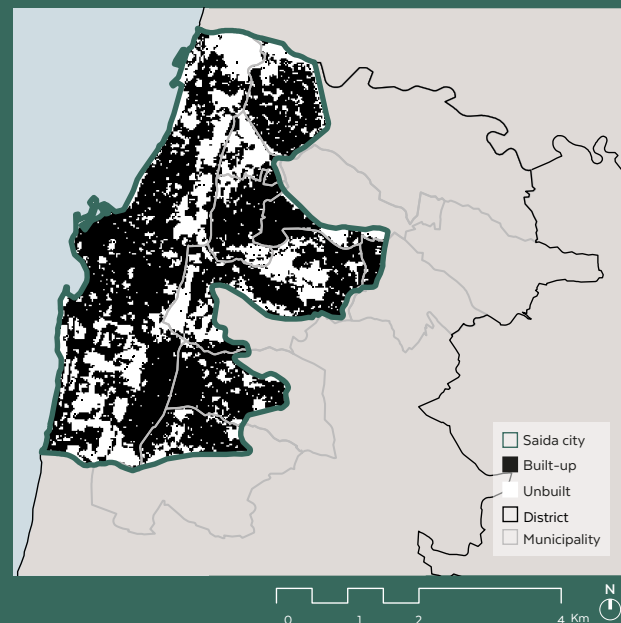 Saida city
Built-up
Unbuilt
District
Municipality
N
0 1 2 4 Km